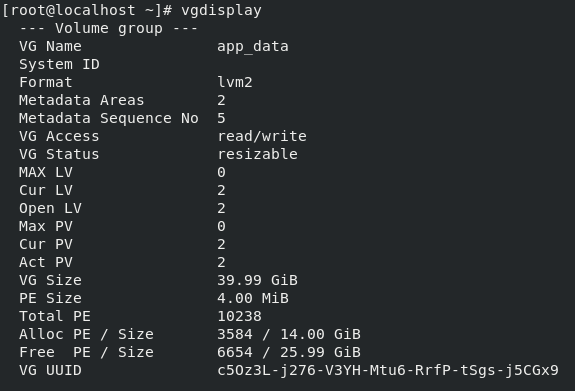 [root@localhost ~]# vgdisplay
  --- Volume group ---
  VG Name               app_data
  System ID
  Format                lvm2
  Metadata Areas        2
  Metadata Sequence No  5
  VG Access             read/write
  VG Status             resizable
  MAX LV                0
  Cur LV                2
  Open LV               2
  Max PV                0
  Cur PV                2
  Act PV                2
  VG Size               39.99 GiB
  PE Size               4.00 MiB
  Total PE              10238
  Alloc PE / Size       3584 / 14.00 GiB
  Free  PE / Size       6654 / 25.99 GiB
  VG UUID               c5Oz3L-j276-V3YH-Mtu6-RrfP-tSgs-j5CGx9